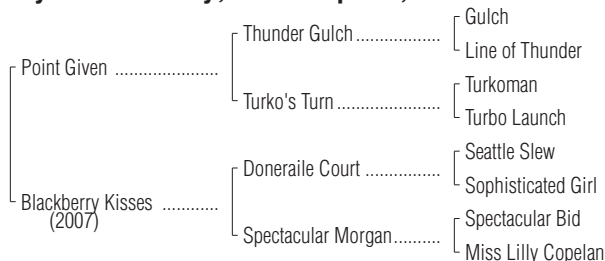 Gulch
Thunder Gulch ..................
Line of Thunder
Point Given ......................
Turkoman
Turko's Turn ......................
Turbo Launch
Seattle Slew
Doneraile Court ................
Sophisticated Girl
Blackberry Kisses ............
(2007)
Spectacular Bid
Spectacular Morgan..........
Miss Lilly Copelan